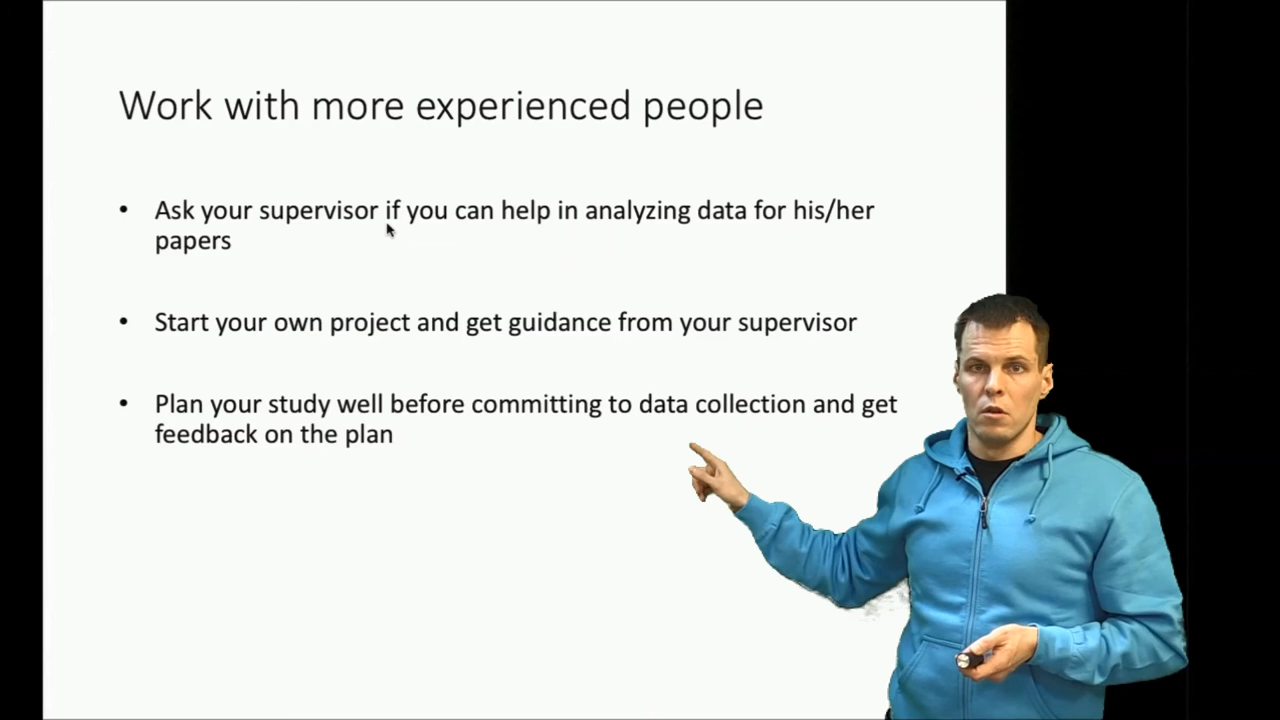 Work with more experienced people
• Ask your supervisor if you can help in analyzing data for his/her
papers
• Start your own project and get guidance from your supervisor
• Plan your study well before committing to data collection and get
feedback on the plan